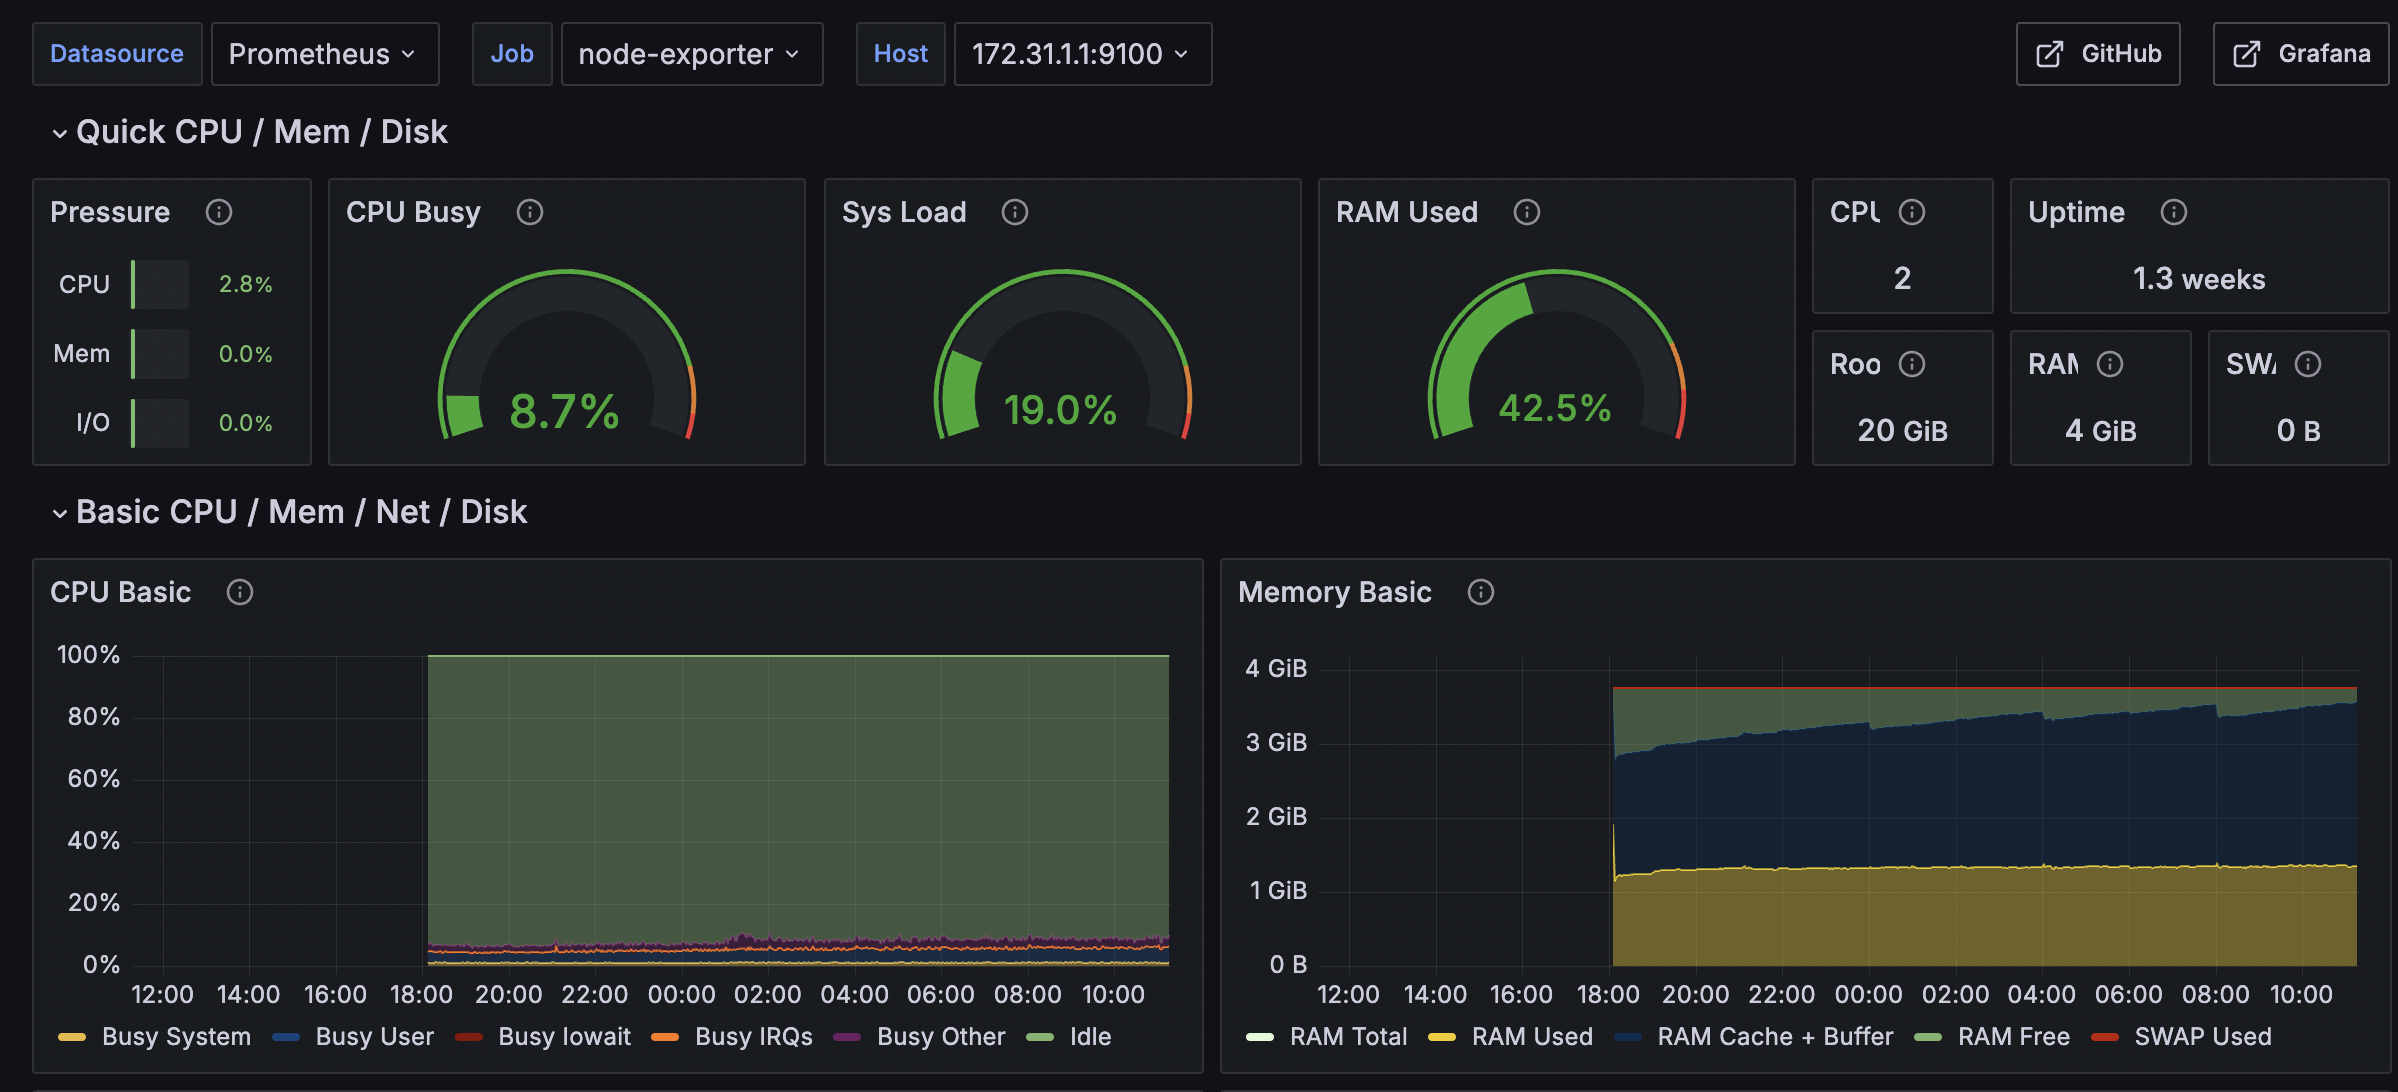 Datasource Prometheus Job node-exporter Host 172.31.1.1:9100 GitHub Grafana
Quick CPU / Mem / Disk
Pressure
CPU 2.8%
Mem 0.0%
I/O 0.0%
CPU Busy
8.7%
Sys Load
19.0%
RAM Used
42.5%
CPU
2
Uptime
1.3 weeks
Roo
20 GiB
RAM
4 GiB
SWA
0 B
Basic CPU / Mem / Net / Disk
CPU Basic
100%
80%
60%
40%
20%
0%
12:00 14:00 16:00 18:00 20:00 22:00 00:00 02:00 04:00 06:00 08:00 10:00
Busy System Busy User Busy Iowait Busy IRQs Busy Other Idle
Memory Basic
4 GiB
3 GiB
2 GiB
1 GiB
0 B
12:00 14:00 16:00 18:00 20:00 22:00 00:00 02:00 04:00 06:00 08:00 10:00
RAM Total RAM Used RAM Cache + Buffer RAM Free SWAP Used